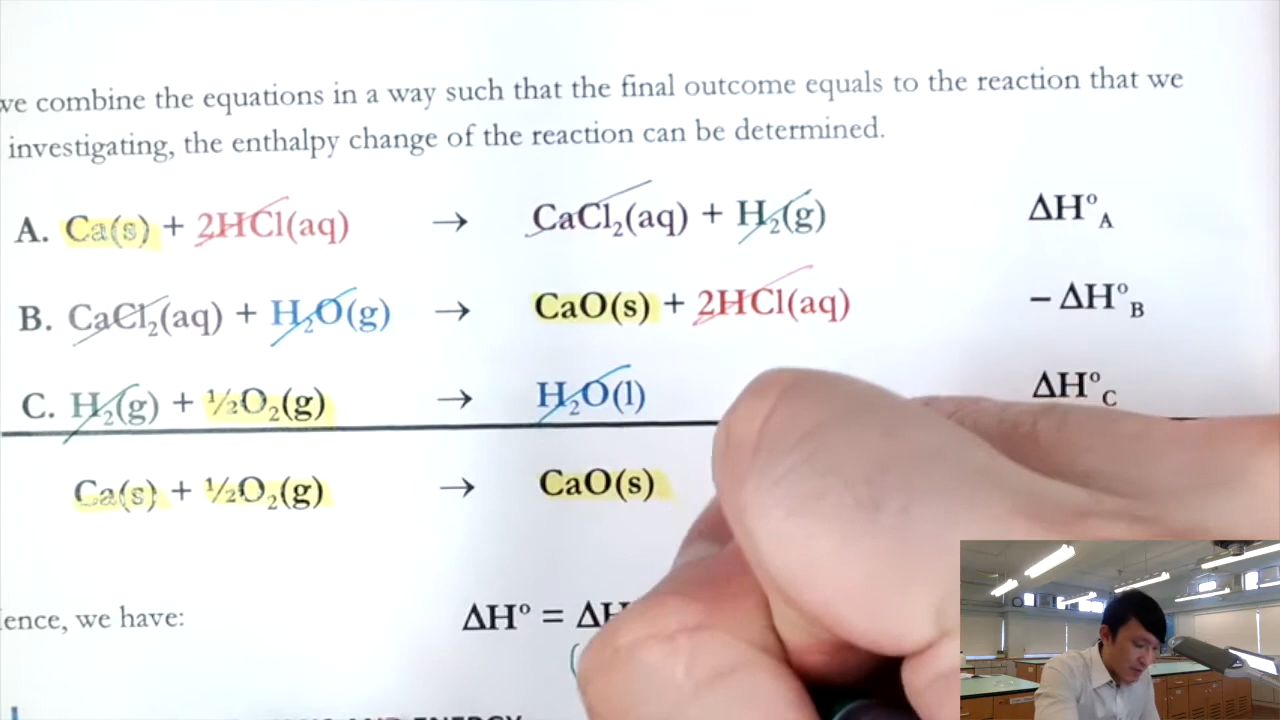 we combine the equations in a way such that the final outcome equals to the reaction that we
investigating, the enthalpy change of the reaction can be determined.
A. Ca(s) + 2HCl(aq) → CaCl₂(aq) + H₂(g) ΔH°A
B. CaCl₂(aq) + H₂O(g) → CaO(s) + 2HCl(aq) – ΔH°B
C. H₂(g) + ½O₂(g) → H₂O(l) ΔH°C
Ca(s) + ½O₂(g) → CaO(s)
ence, we have: ΔH° = ΔH